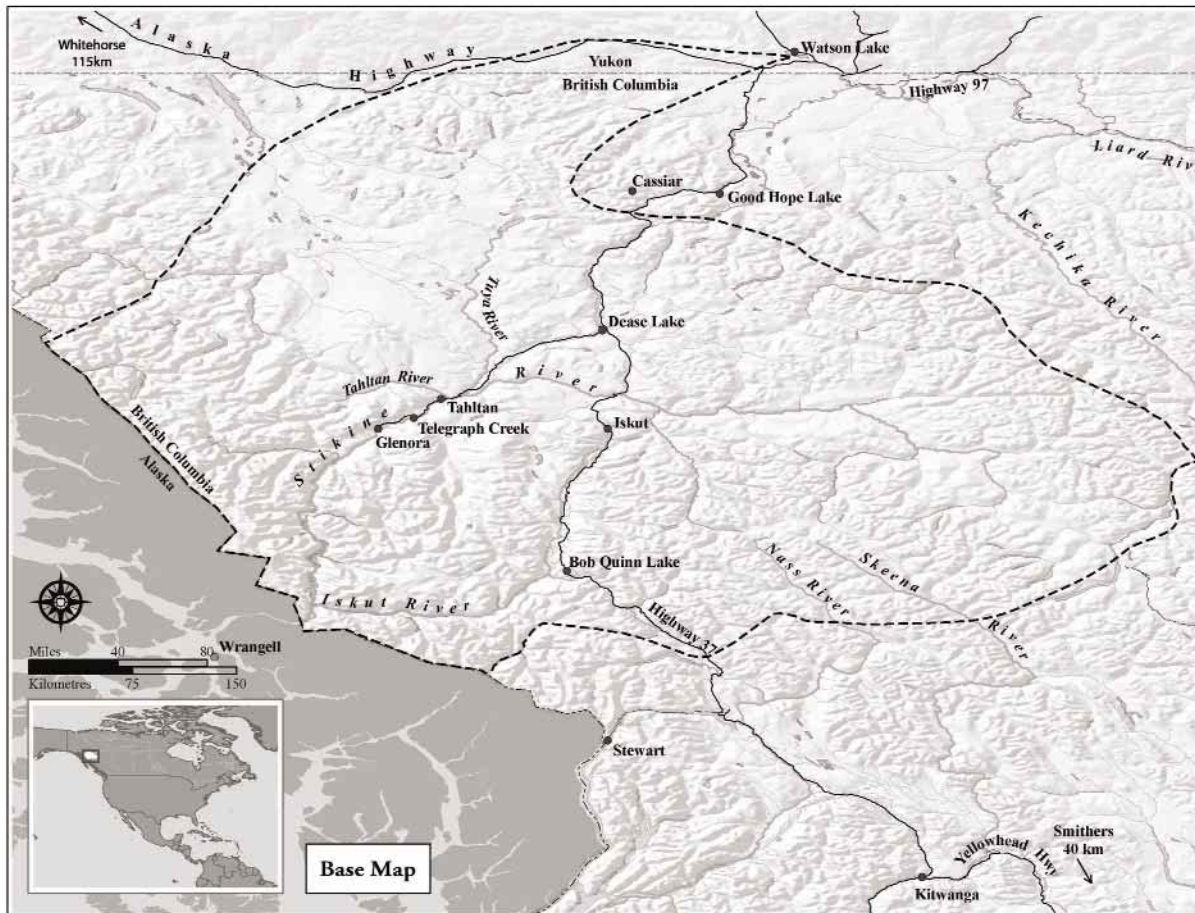 Alaska Highway
Whitehorse
115km
Watson Lake
Yukon
British Columbia
Highway 97
Liard Riv
Cassiar
Good Hope Lake
Kechika River
Tuya River
Dease Lake
Tahltan River
Stikine River
Tahltan
Telegraph Creek
Glenora
Iskut
British Columbia
Alaska
Bob Quinn Lake
Nass River
Skeena River
Iskut River
Highway 37
Wrangell
Miles 40 80
Kilometres 75 150
Stewart
Base Map
Smithers
40 km
Yellowhead Hwy
Kitwanga